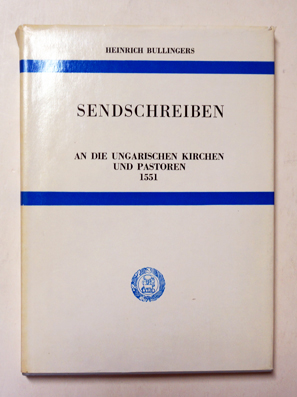 HEINRICH BULLINGERS
SENDSCHREIBEN
AN DIE UNGARISCHEN KIRCHEN
UND PASTOREN
1551